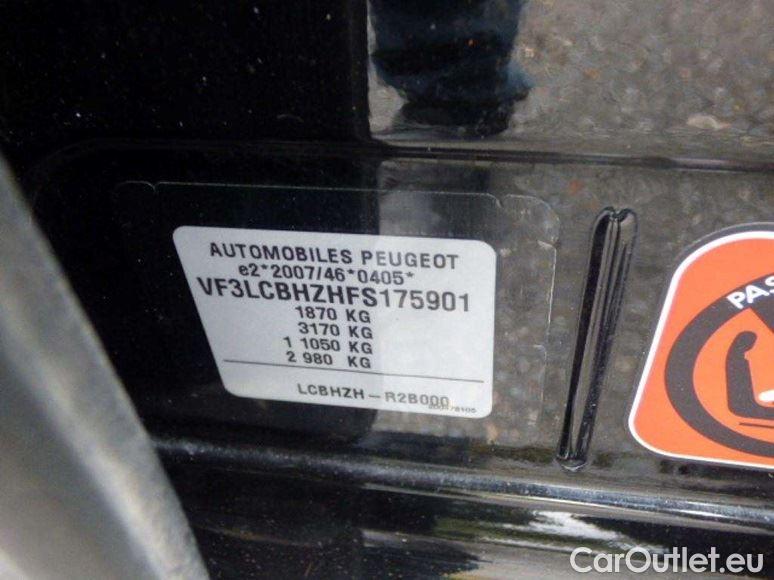 AUTOMOBILES PEUGEOT
e2*2007/46*0405*
VF3LCBHZHFS175901
1870 KG
3170 KG
1 1050 KG
2 980 KG
LCBHZH - R2B000
PAS
CarOutlet.eu